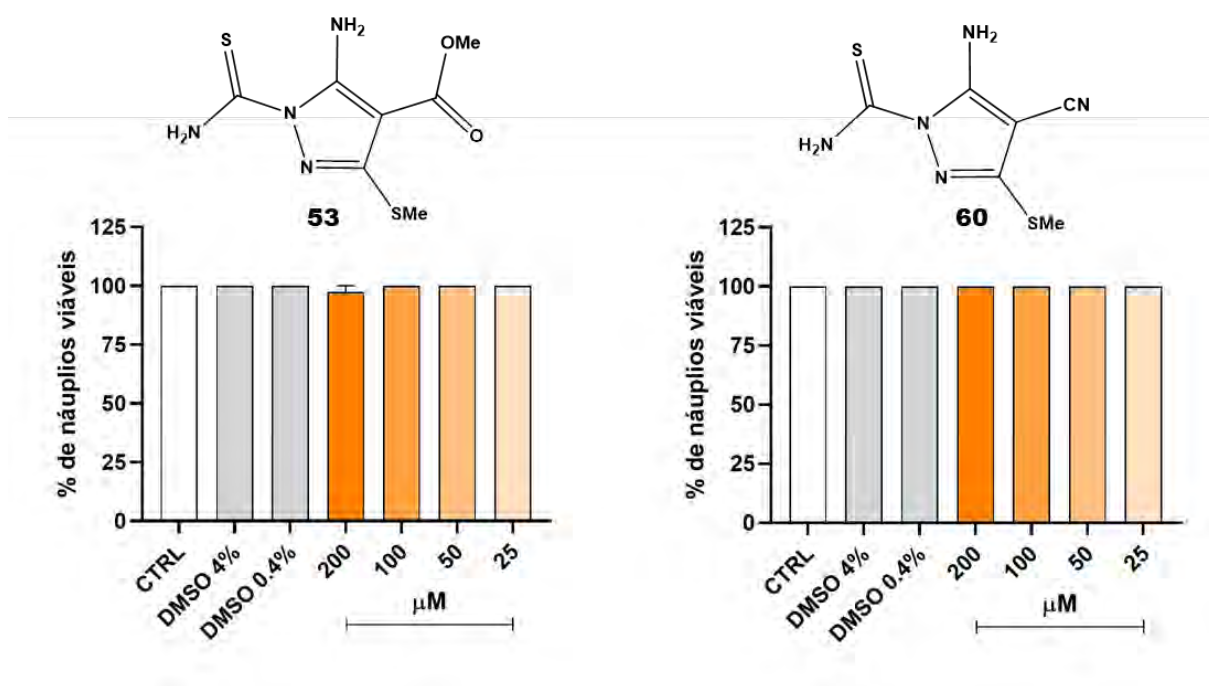 NH2
S
OMe
N
H2N
O
N
SMe
53
% de náuplios viáveis
125
100
75
50
25
0
CTRL
DMSO 4%
DMSO 0.4%
200
100
50
25
μM
NH2
S
CN
N
H2N
N
SMe
60
% de náuplios viáveis
125
100
75
50
25
0
CTRL
DMSO 4%
DMSO 0.4%
200
100
50
25
μM